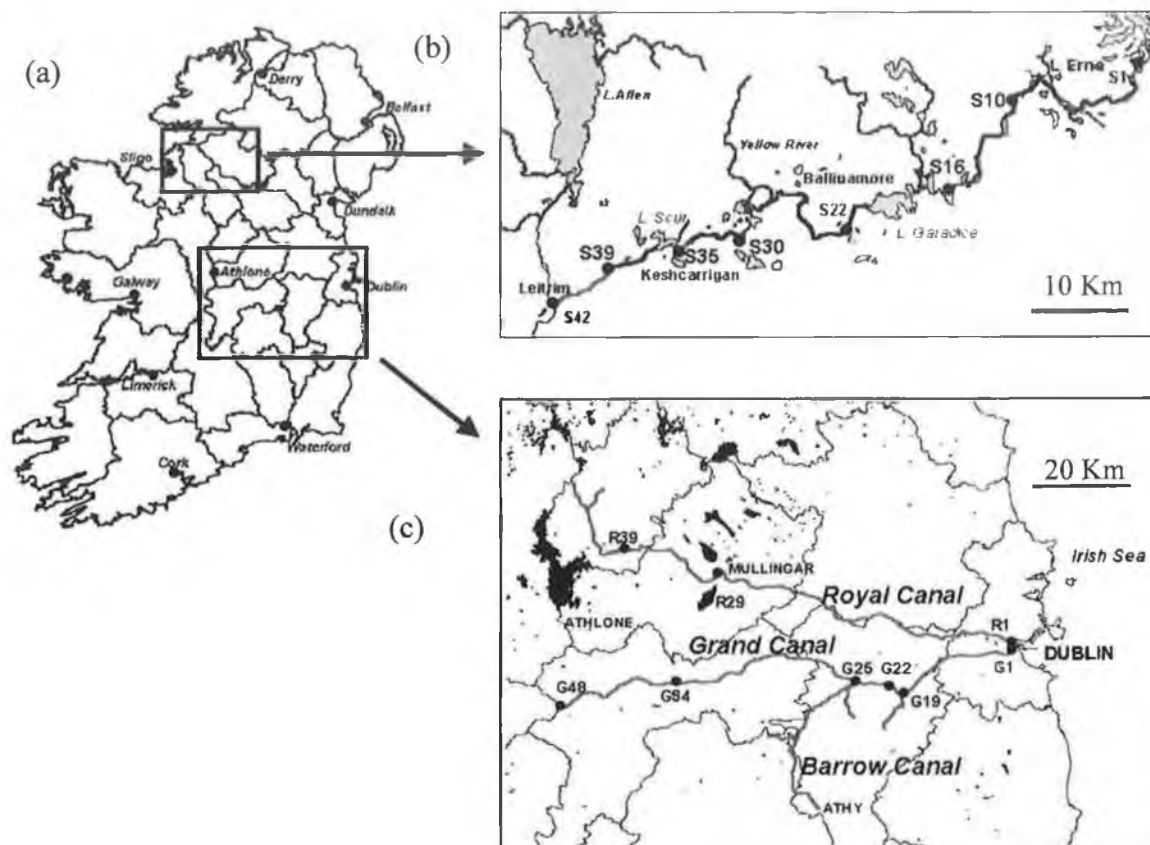 (a)
Derry
Belfast
Sligo
Dundalk
Athlone
Galway
Dublin
Limerick
Waterford
Cork
(b)
L.Allen
L. Erne
S1
S10
Yellow River
Ballinamore
S16
S22
L. Garadice
L. Scur
S30
S35
S39
Keshcarrigan
Leitrim
S42
10 Km
(c)
20 Km
R39
MULLINGAR
Irish Sea
R29
Royal Canal
ATHLONE
R1
Grand Canal
DUBLIN
G1
G25
G22
G48
G34
G19
Barrow Canal
ATHY